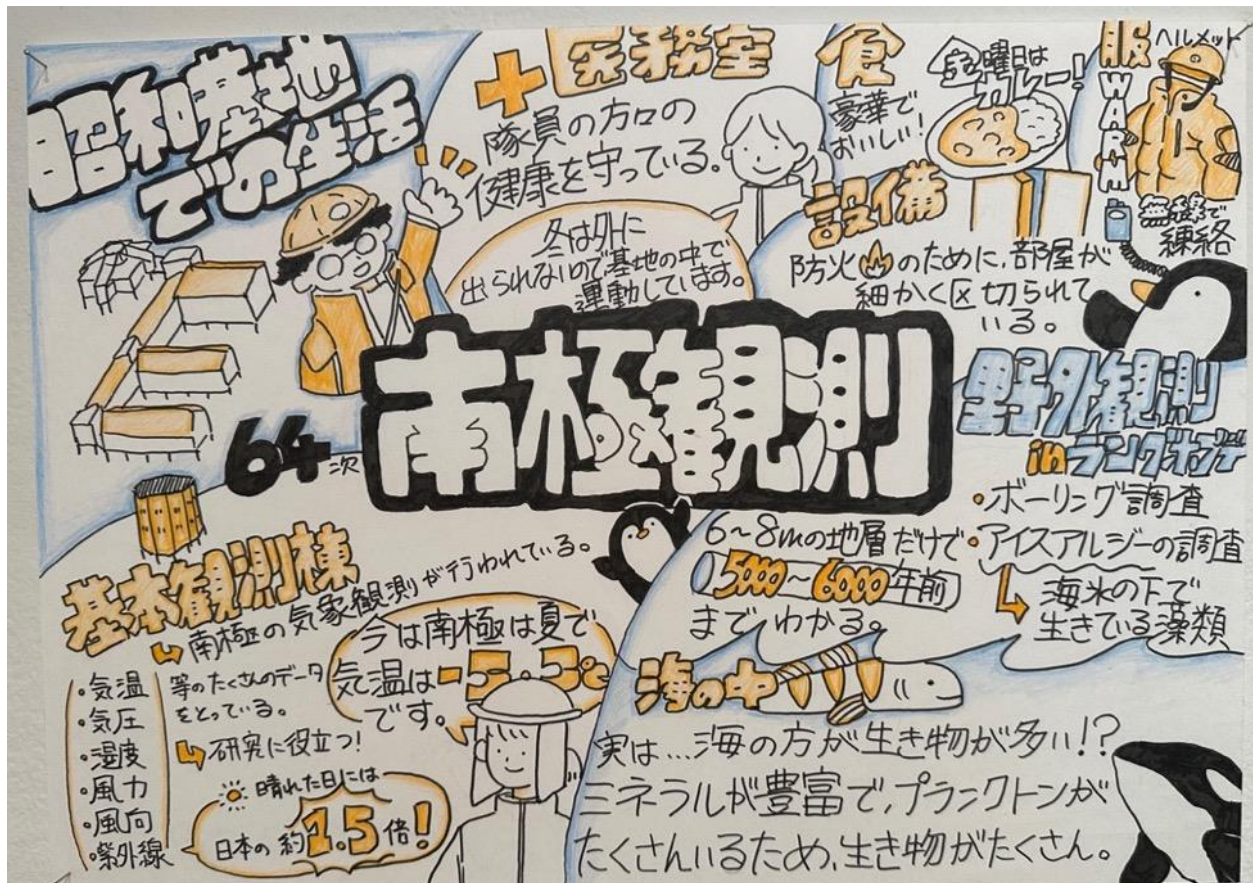 昭和基地
での生活
医務室
隊員の方々の
健康を守っている。
冬は外に
出られないので基地の中で
運動しています。
食
豪華で
おいしい!
金曜日は
カレー!
服
WARM
ヘルメット
無線で
練絡
設備
防火のために、部屋が
細かく区切られて
いる。
64次
南極観測
野外観測
inラングホブデ
・ボーリング調査
・アイスアルジーの調査
海氷の下で
生きている藻類
6〜8mの地層だけで
5000〜6000年前
までわかる。
基本観測棟
南極の気象観測が行われている。
・気温
・気圧
・湿度
・風力
・風向
・紫外線
等のたくさんのデータ
をとっている。
研究に役立つ!
晴れた日には
日本の約1.5倍!
今は南極は夏で
気温は-5.5℃
です。
海の中
実は…海の方が生き物が多い!?
ミネラルが豊富で、プランクトンが
たくさんいるため、生き物がたくさん。